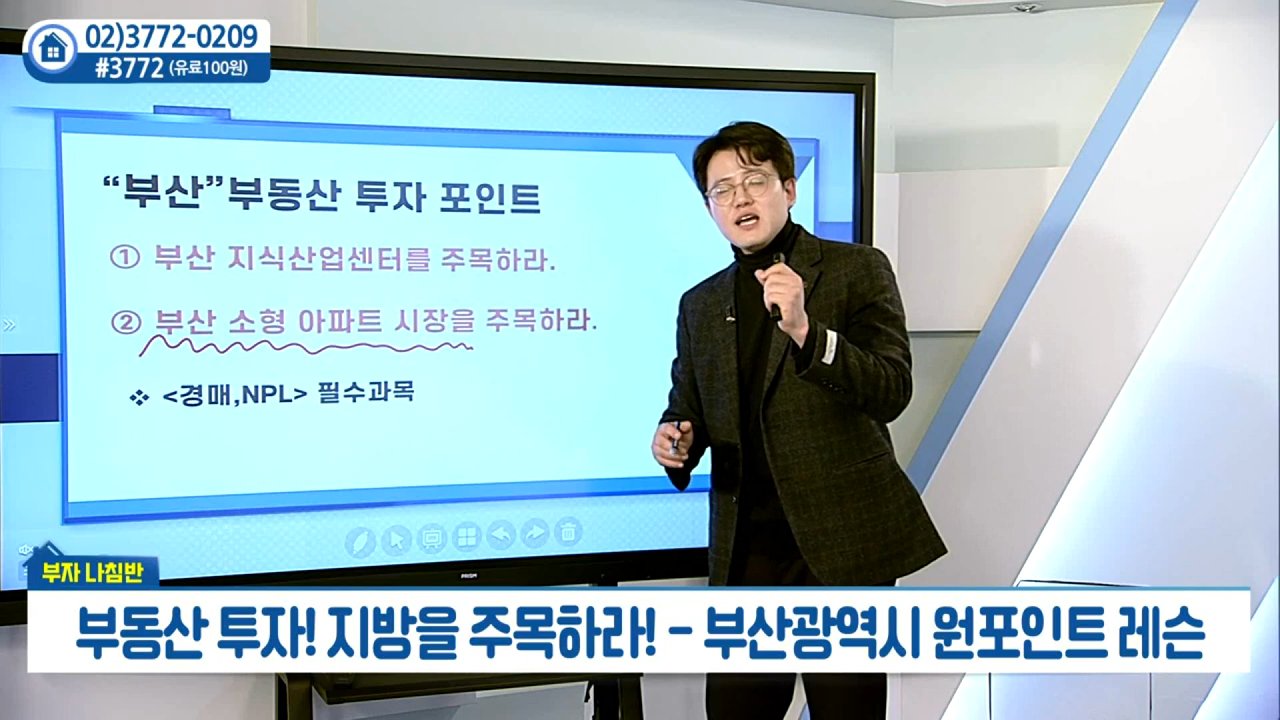 02)3772-0209
#3772 (유료100원)
“부산”부동산 투자 포인트
① 부산 지식산업센터를 주목하라.
② 부산 소형 아파트 시장을 주목하라.
❖ <경매,NPL> 필수과목
PRISM
부자 나침반
부동산 투자! 지방을 주목하라! - 부산광역시 원포인트 레슨